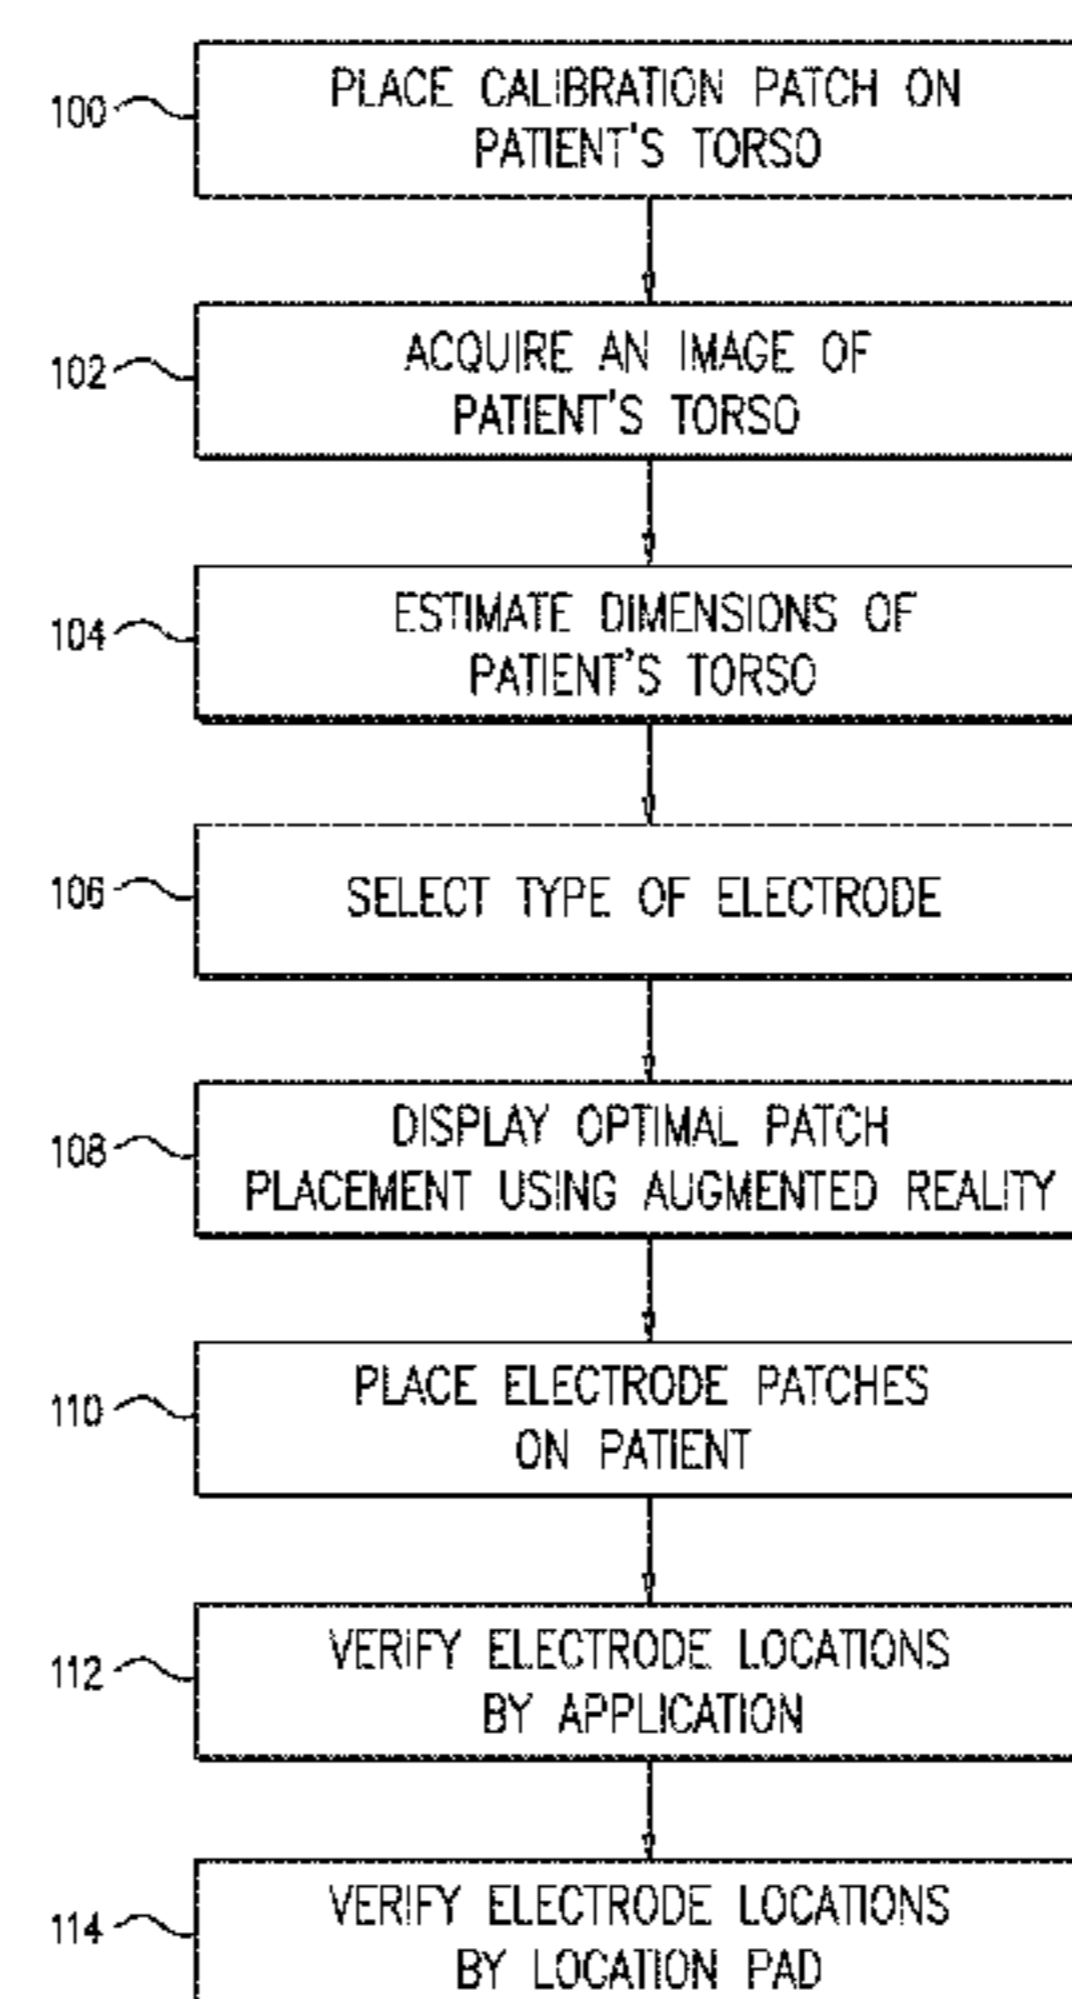 100
PLACE CALIBRATION PATCH ON
PATIENT'S TORSO
102
ACQUIRE AN IMAGE OF
PATIENT'S TORSO
104
ESTIMATE DIMENSIONS OF
PATIENT'S TORSO
106
SELECT TYPE OF ELECTRODE
108
DISPLAY OPTIMAL PATCH
PLACEMENT USING AUGMENTED REALITY
110
PLACE ELECTRODE PATCHES
ON PATIENT
112
VERIFY ELECTRODE LOCATIONS
BY APPLICATION
114
VERIFY ELECTRODE LOCATIONS
BY LOCATION PAD